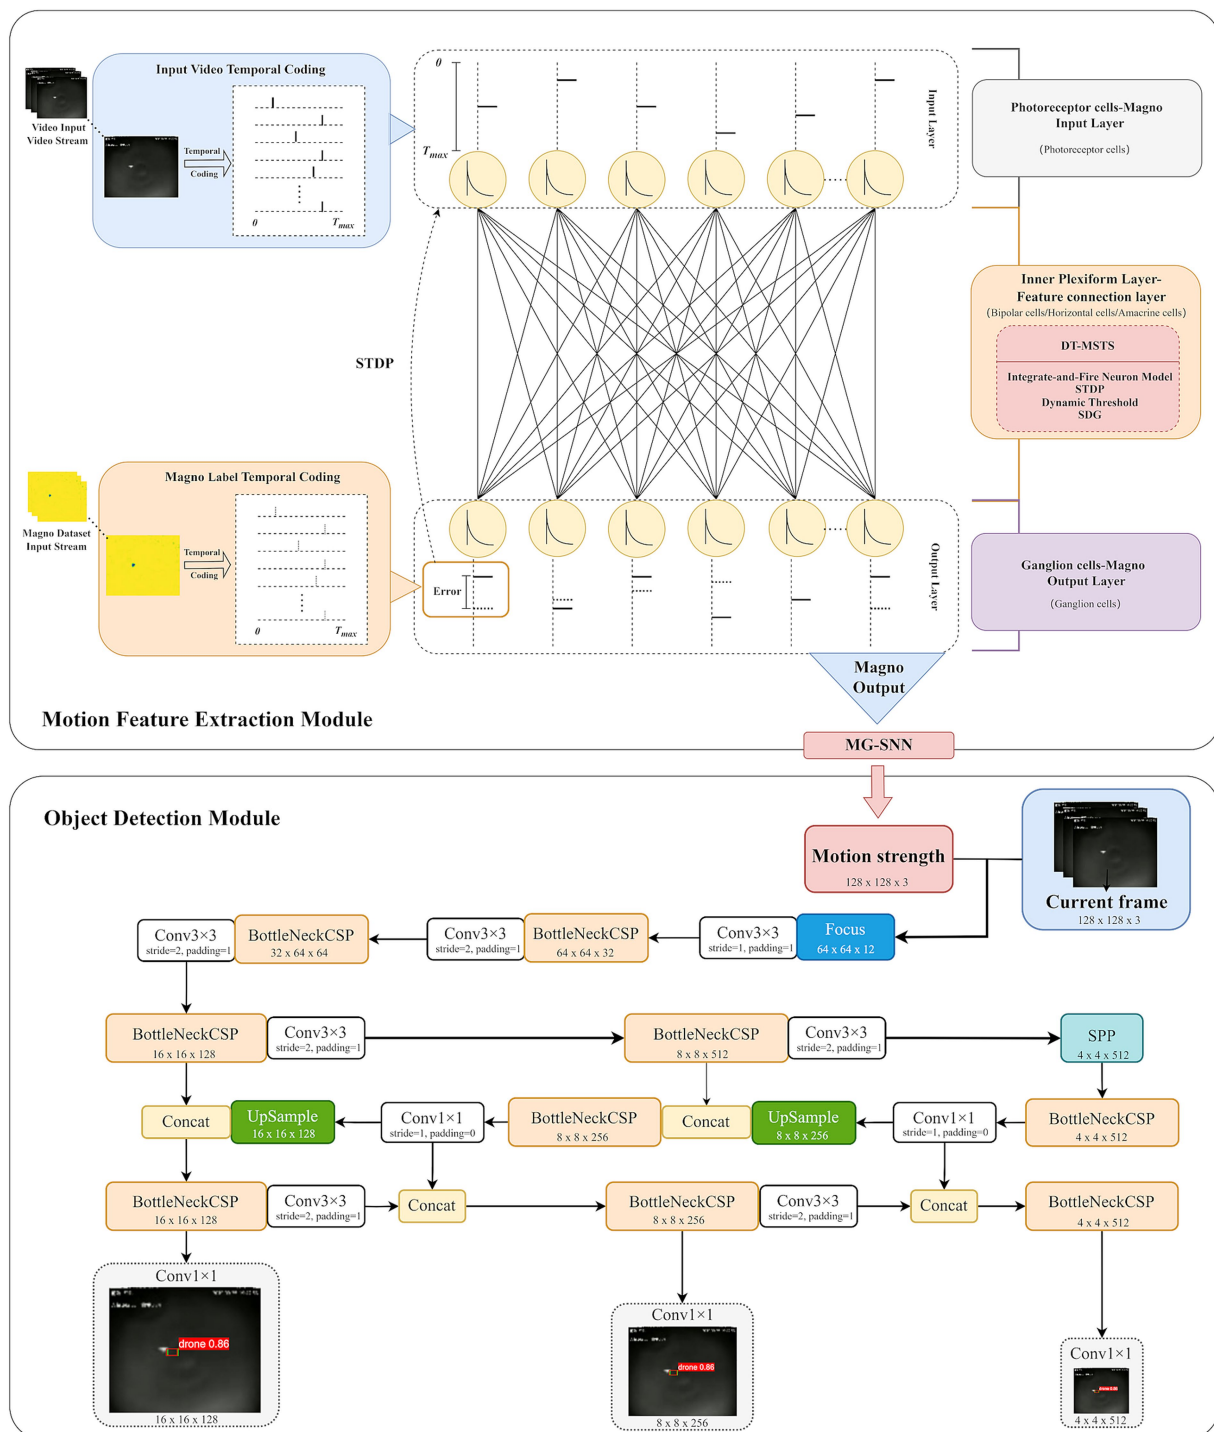 Input Video Temporal Coding
Video Input
Video Stream
Temporal
Coding
0
T_max
0
T_max
Input Layer
Photoreceptor cells-Magno
Input Layer
(Photoreceptor cells)
STDP
Inner Plexiform Layer-
Feature connection layer
(Bipolar cells/Horizontal cells/Amacrine cells)
DT-MSTS
Integrate-and-Fire Neuron Model
STDP
Dynamic Threshold
SDG
Magno Label Temporal Coding
Magno Dataset
Input Stream
Temporal
Coding
0
T_max
Error
Output Layer
Ganglion cells-Magno
Output Layer
(Ganglion cells)
Magno
Output
Motion Feature Extraction Module
MG-SNN
Object Detection Module
Motion strength
128 x 128 x 3
Current frame
128 x 128 x 3
Conv3×3
stride=2, padding=1
BottleNeckCSP
32 x 64 x 64
Conv3×3
stride=2, padding=1
BottleNeckCSP
64 x 64 x 32
Conv3×3
stride=1, padding=1
Focus
64 x 64 x 12
BottleNeckCSP
16 x 16 x 128
Conv3×3
stride=2, padding=1
BottleNeckCSP
8 x 8 x 512
Conv3×3
stride=2, padding=1
SPP
4 x 4 x 512
Concat
UpSample
16 x 16 x 128
Conv1×1
stride=1, padding=0
BottleNeckCSP
8 x 8 x 256
Concat
UpSample
8 x 8 x 256
Conv1×1
stride=1, padding=0
BottleNeckCSP
4 x 4 x 512
BottleNeckCSP
16 x 16 x 128
Conv3×3
stride=2, padding=1
Concat
BottleNeckCSP
8 x 8 x 256
Conv3×3
stride=2, padding=1
Concat
BottleNeckCSP
4 x 4 x 512
Conv1×1
drone 0.86
16 x 16 x 128
Conv1×1
drone 0.86
8 x 8 x 256
Conv1×1
drone 0.86
4 x 4 x 512